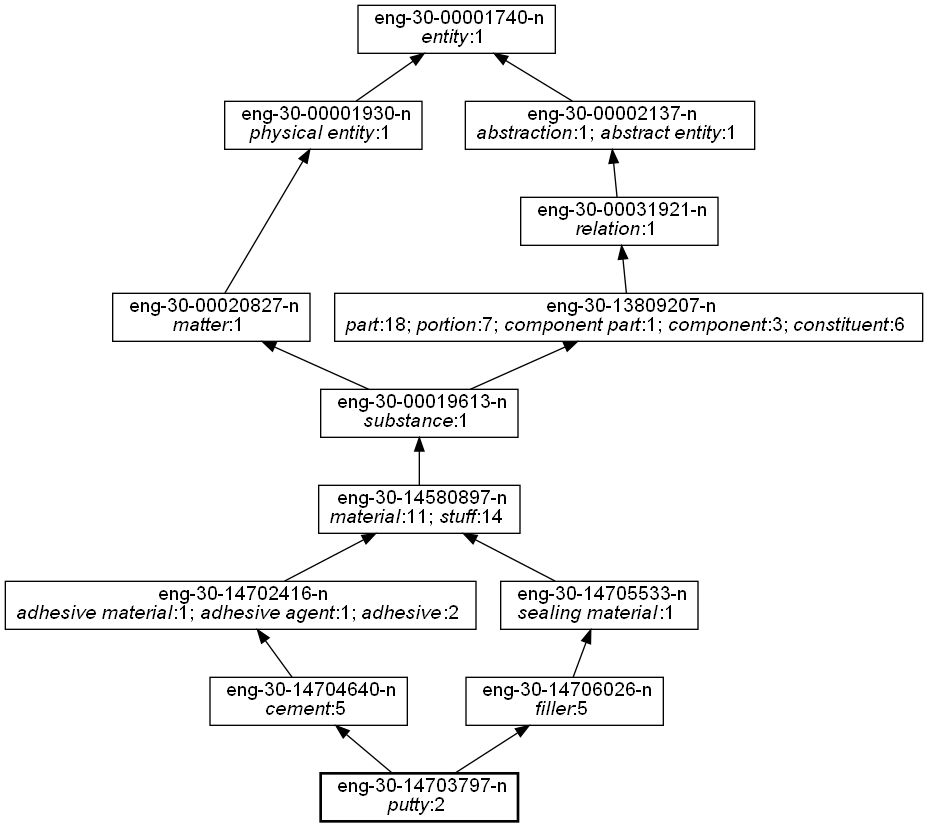 eng-30-00001740-n
entity:1
eng-30-00001930-n
physical entity:1
eng-30-00002137-n
abstraction:1; abstract entity:1
eng-30-00031921-n
relation:1
eng-30-00020827-n
matter:1
eng-30-13809207-n
part:18; portion:7; component part:1; component:3; constituent:6
eng-30-00019613-n
substance:1
eng-30-14580897-n
material:11; stuff:14
eng-30-14702416-n
adhesive material:1; adhesive agent:1; adhesive:2
eng-30-14705533-n
sealing material:1
eng-30-14704640-n
cement:5
eng-30-14706026-n
filler:5
eng-30-14703797-n
putty:2